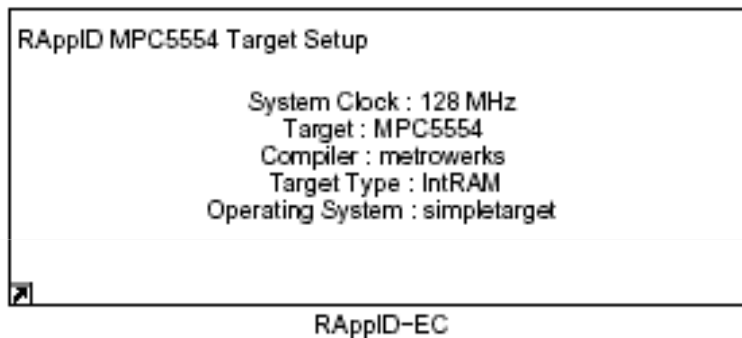 RAppID MPC5554 Target Setup
System Clock : 128 MHz
Target : MPC5554
Compiler : metrowerks
Target Type : IntRAM
Operating System : simpletarget
RAppID-EC